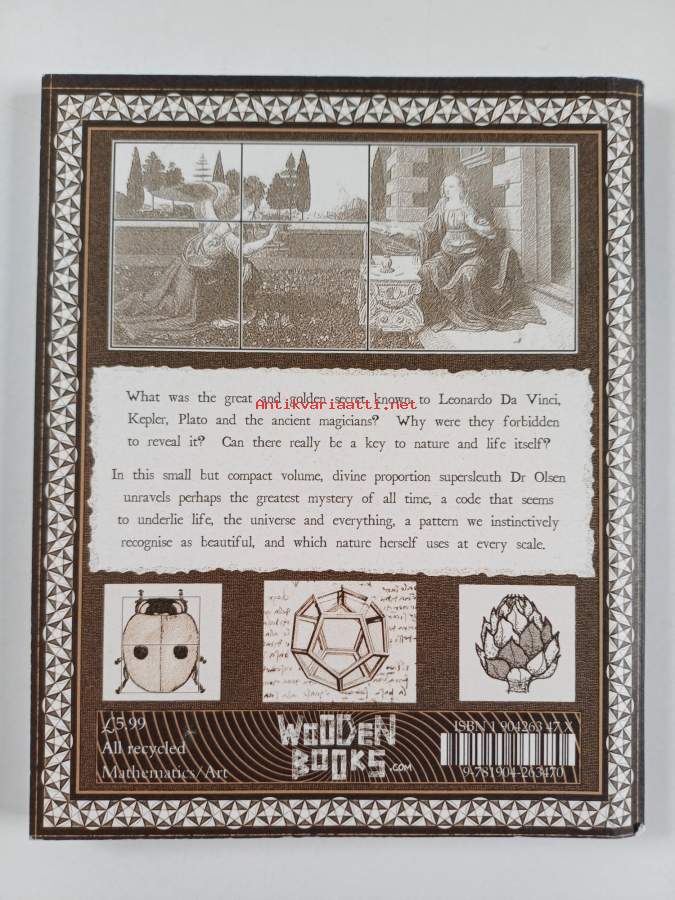 What was the great and golden secret known to Leonardo Da Vinci,
Antikvariaatti.net
Kepler, Plato and the ancient magicians? Why were they forbidden
to reveal it? Can there really be a key to nature and life itself?
In this small but compact volume, divine proportion supersleuth Dr Olsen
unravels perhaps the greatest mystery of all time, a code that seems
to underlie life, the universe and everything, a pattern we instinctively
recognise as beautiful, and which nature herself uses at every scale.
£5.99
All recycled
Mathematics/Art
WOODEN
BOOKS.COM
ISBN 1 904263 47 X
9-781904-263470